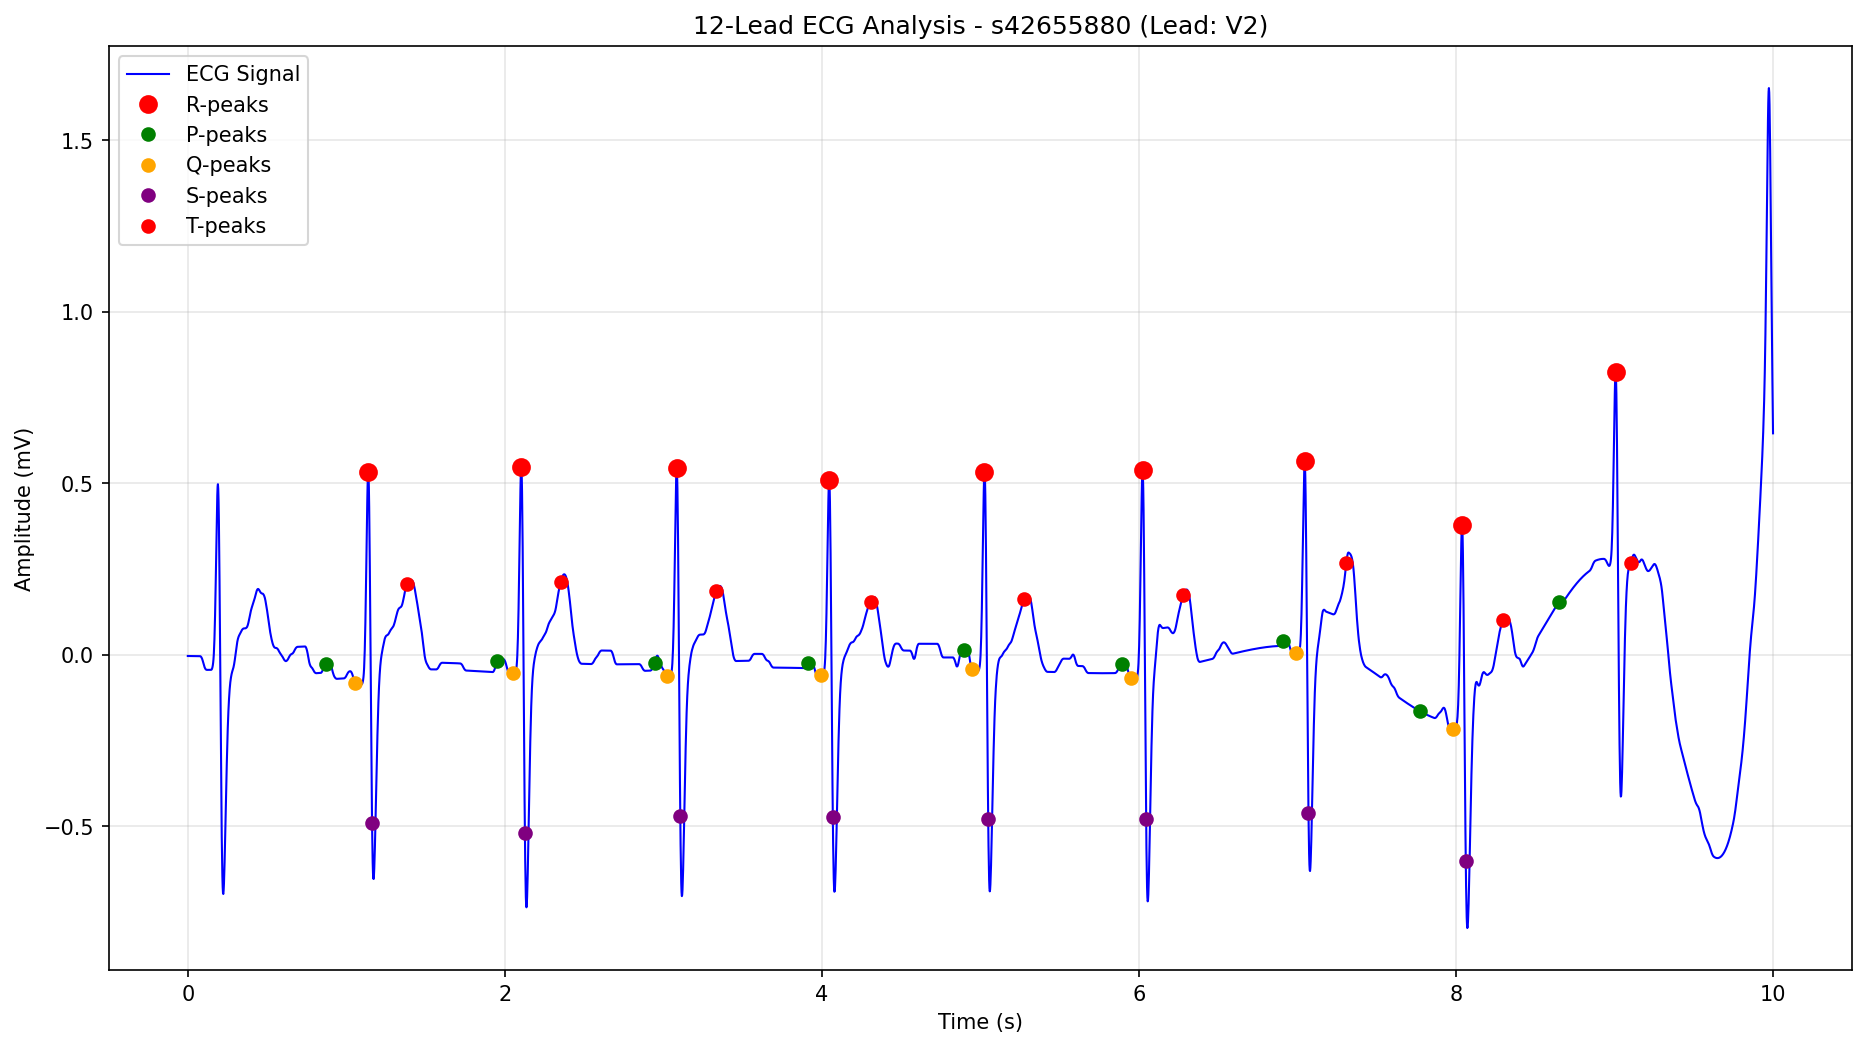 12-Lead ECG Analysis - s42655880 (Lead: V2)
ECG Signal
R-peaks
P-peaks
Q-peaks
S-peaks
T-peaks
1.5
1.0
0.5
0.0
−0.5
Amplitude (mV)
0 2 4 6 8 10
Time (s)